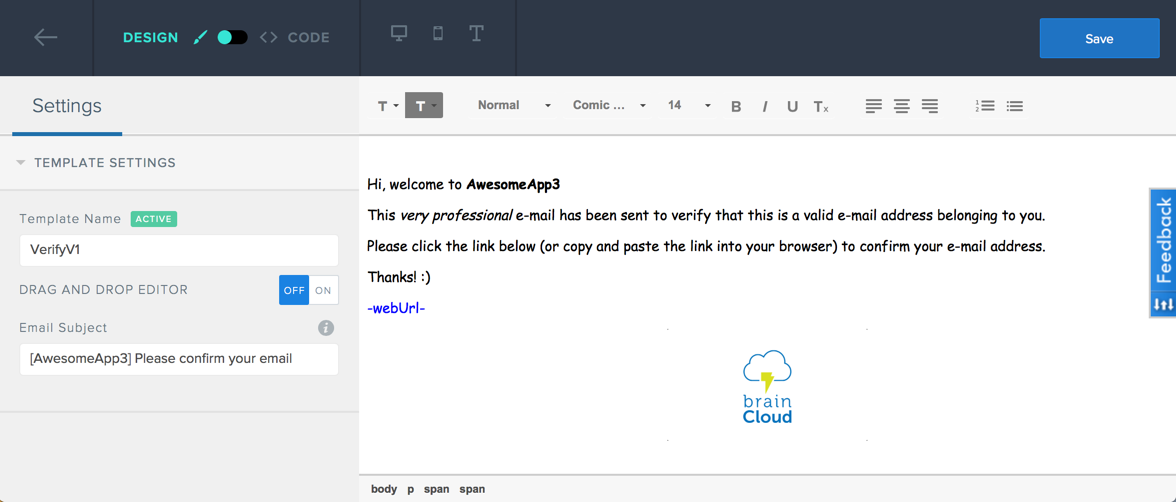 DESIGN CODE
Save
Settings
T T Normal Comic ... 14 B I U Tx
TEMPLATE SETTINGS
Template Name ACTIVE
VerifyV1
DRAG AND DROP EDITOR OFF ON
Email Subject i
[AwesomeApp3] Please confirm your email
Hi, welcome to AwesomeApp3
This very professional e-mail has been sent to verify that this is a valid e-mail address belonging to you.
Please click the link below (or copy and paste the link into your browser) to confirm your e-mail address.
Thanks! :)
-webUrl-
brain
Cloud
Feedback
body p span span